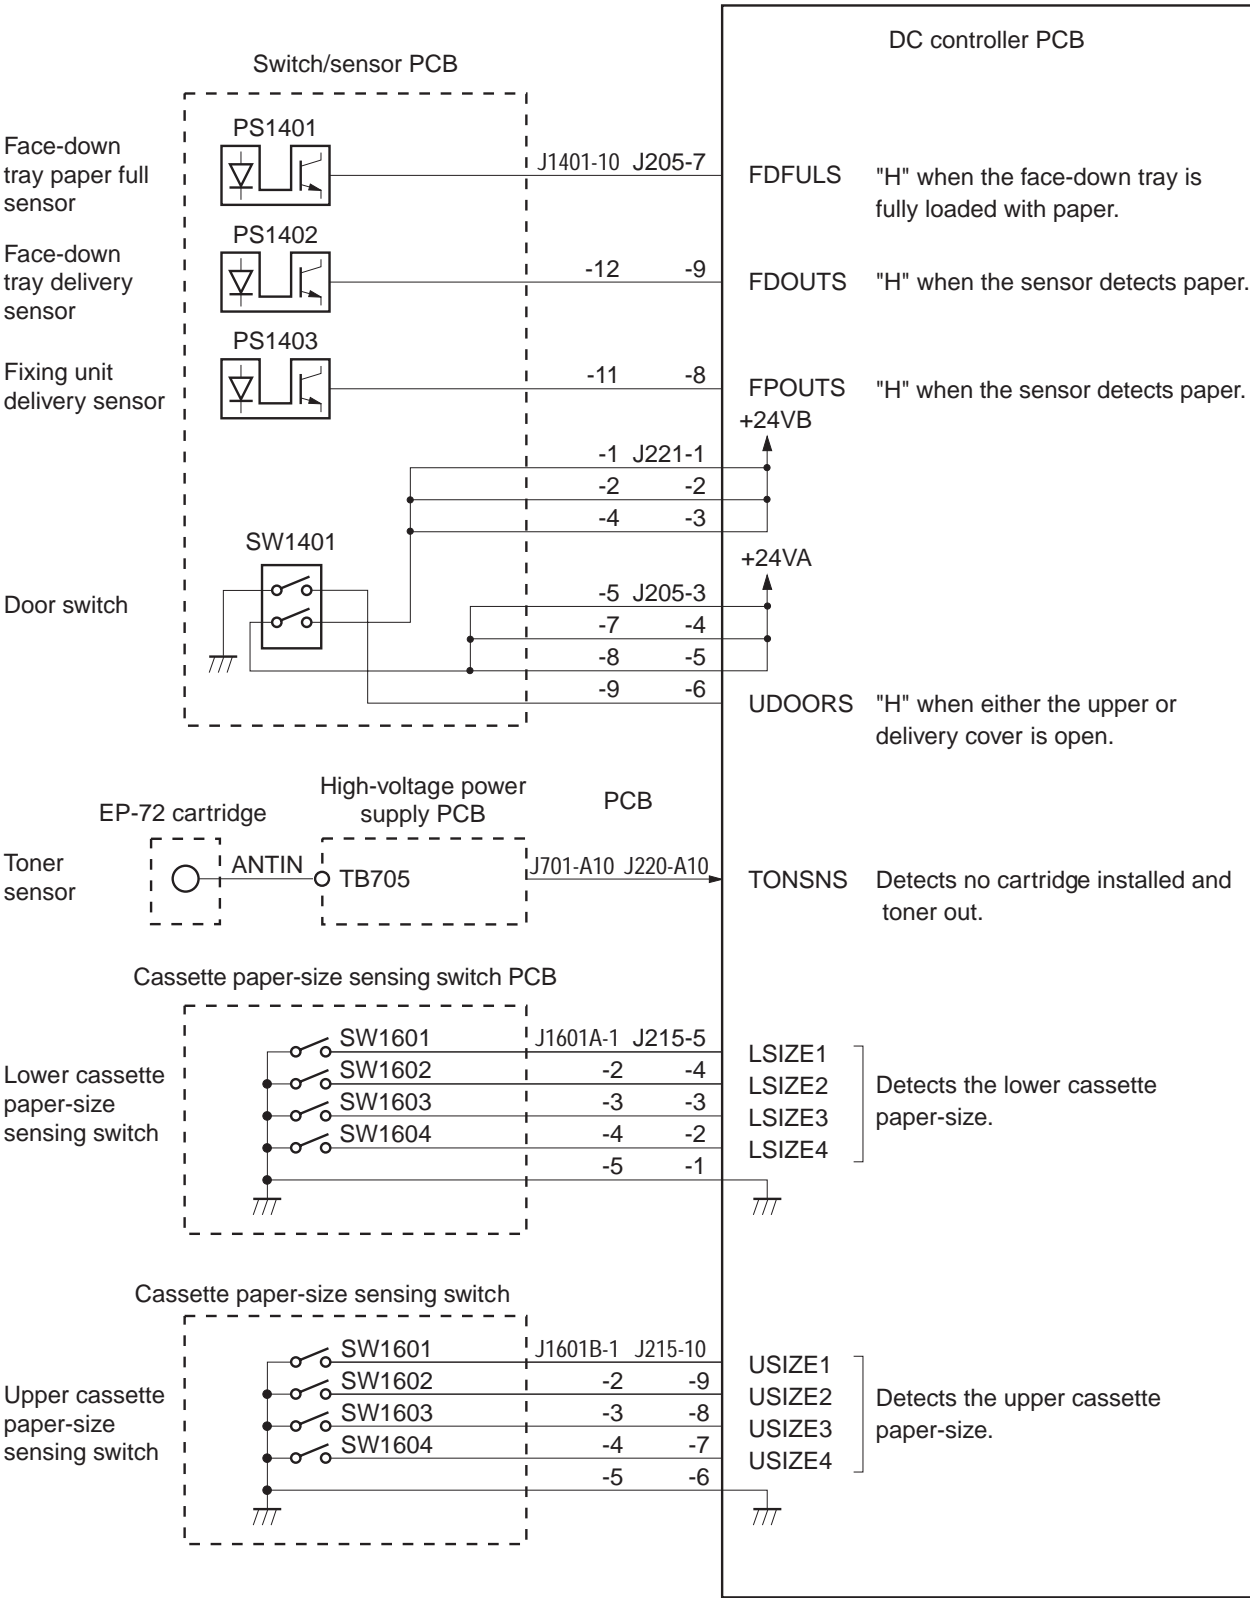 DC controller PCB
Switch/sensor PCB
PS1401
Face-down
tray paper full
sensor
J1401-10 J205-7
FDFULS
"H" when the face-down tray is
fully loaded with paper.
PS1402
Face-down
tray delivery
sensor
-12 -9
FDOUTS
"H" when the sensor detects paper.
PS1403
Fixing unit
delivery sensor
-11 -8
FPOUTS
"H" when the sensor detects paper.
+24VB
-1 J221-1
-2 -2
-4 -3
SW1401
+24VA
Door switch
-5 J205-3
-7 -4
-8 -5
-9 -6
UDOORS
"H" when either the upper or
delivery cover is open.
EP-72 cartridge
High-voltage power
supply PCB
PCB
Toner
sensor
ANTIN
TB705
J701-A10 J220-A10
TONSNS
Detects no cartridge installed and
toner out.
Cassette paper-size sensing switch PCB
Lower cassette
paper-size
sensing switch
SW1601 J1601A-1 J215-5 LSIZE1
SW1602 -2 -4 LSIZE2
SW1603 -3 -3 LSIZE3
SW1604 -4 -2 LSIZE4
-5 -1
Detects the lower cassette
paper-size.
Cassette paper-size sensing switch
Upper cassette
paper-size
sensing switch
SW1601 J1601B-1 J215-10 USIZE1
SW1602 -2 -9 USIZE2
SW1603 -3 -8 USIZE3
SW1604 -4 -7 USIZE4
-5 -6
Detects the upper cassette
paper-size.